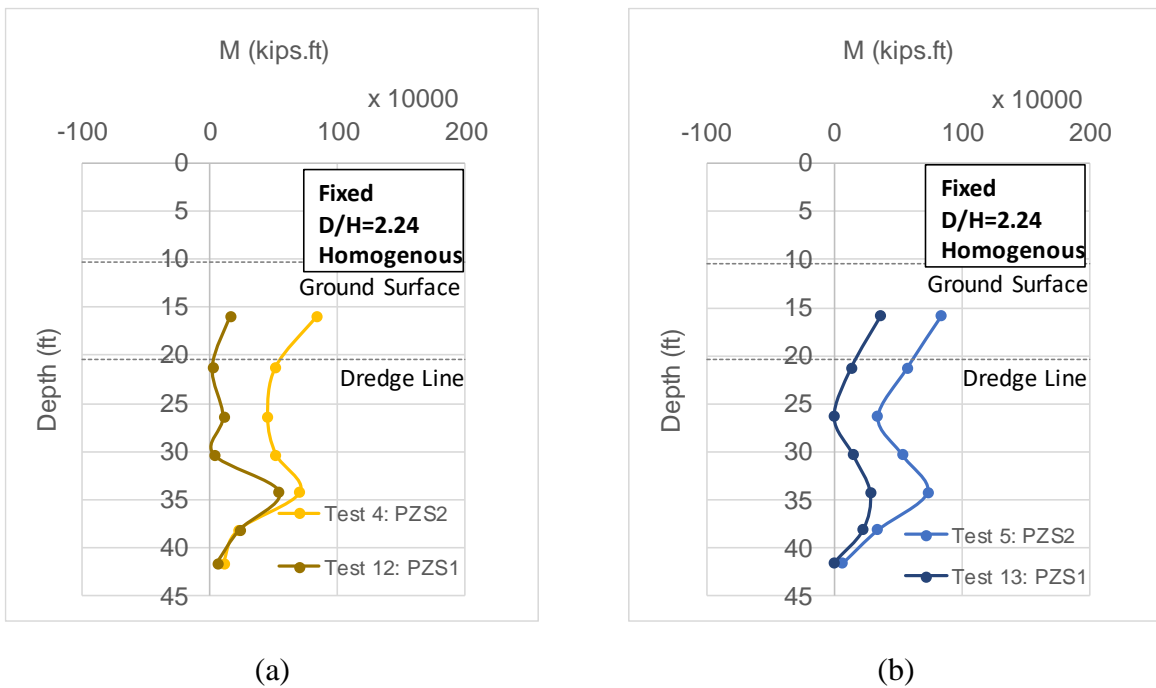 M (kips.ft)
x 10000
-100 0 100 200
0
5
10
15
20
25
30
35
40
45
Depth (ft)
Fixed
D/H=2.24
Homogenous
Ground Surface
Dredge Line
Test 4: PZS2
Test 12: PZS1
(a)
M (kips.ft)
x 10000
-100 0 100 200
0
5
10
15
20
25
30
35
40
45
Depth (ft)
Fixed
D/H=2.24
Homogenous
Ground Surface
Dredge Line
Test 5: PZS2
Test 13: PZS1
(b)